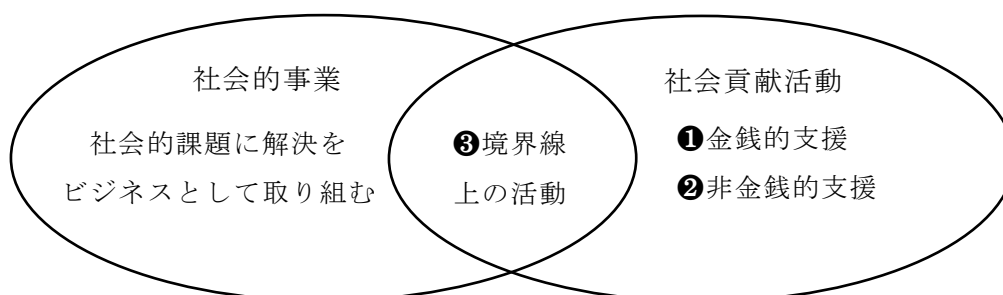 社会的事業
社会的課題に解決を
ビジネスとして取り組む
❸境界線
上の活動
社会貢献活動
❶金銭的支援
❷非金銭的支援